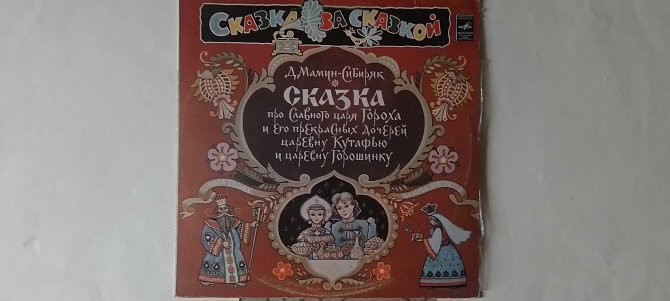 Сказка за сказкой
Д. Мамин-Сибиряк
Сказка
про Славного царя Гороха
и его прекрасных дочерей
царевну Кутафью
и царевну Горошинку